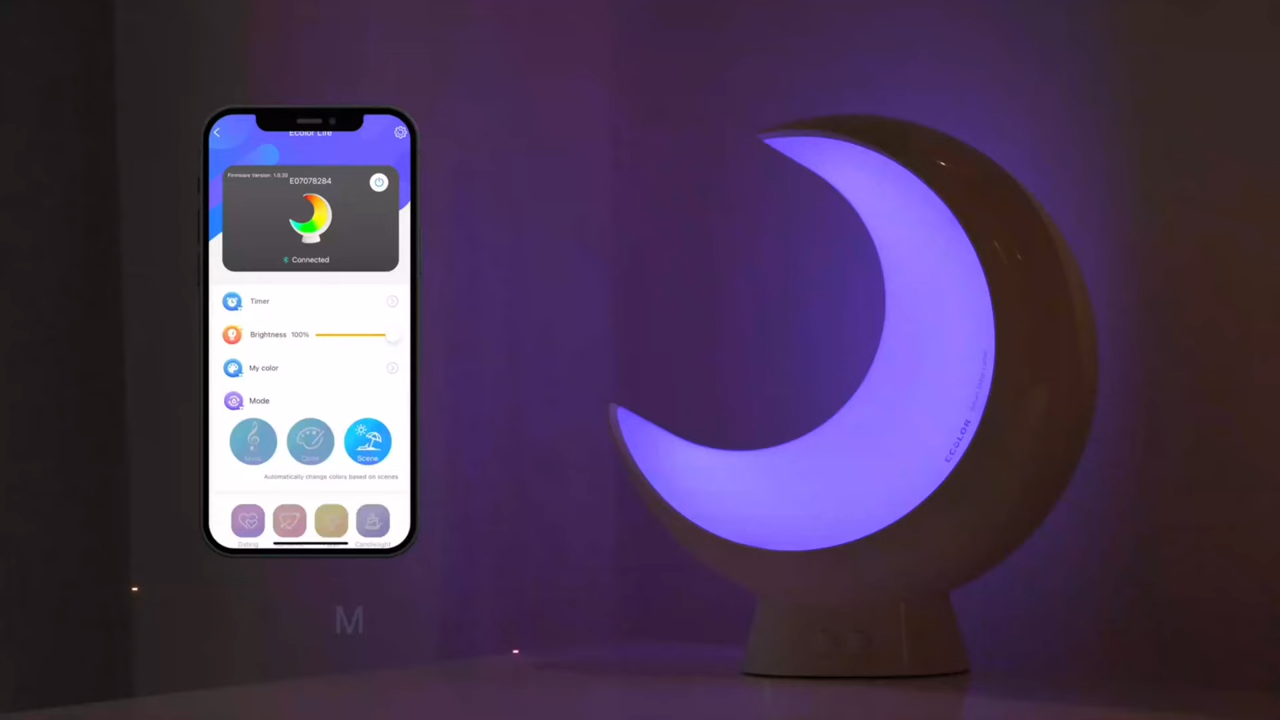 Ecolor Life
Firmware Version: 1.0.20
E07078284
Connected
Timer
Brightness 100%
My color
Mode
Scene
Automatically change colors based on scenes
Dating
Candlelight
M
ECOLOR